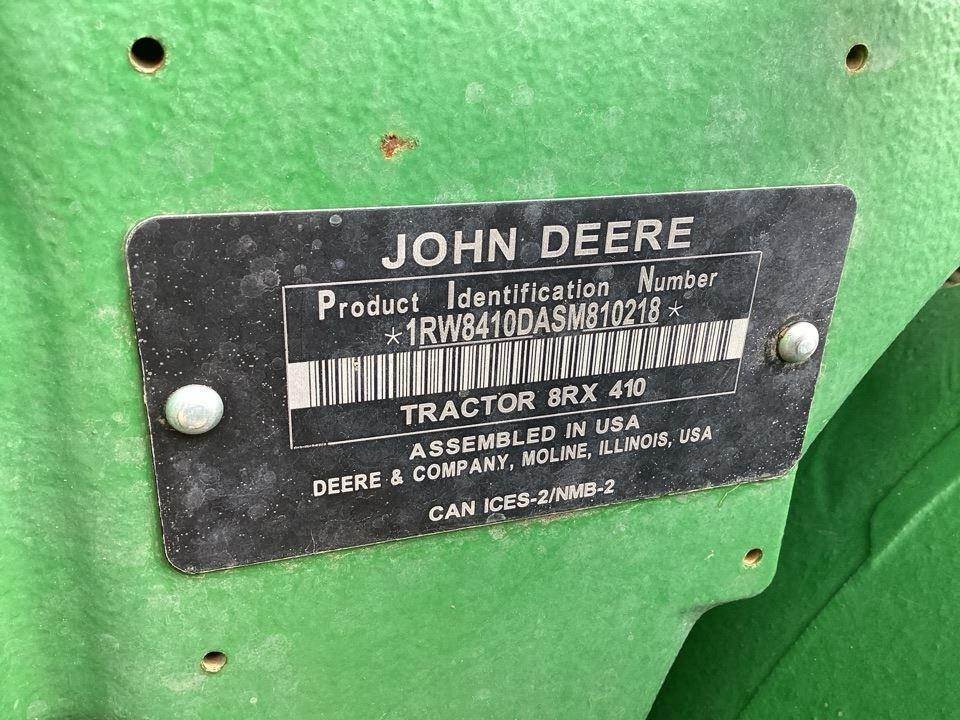 JOHN DEERE
Product Identification Number
*1RW8410DASM810218*
TRACTOR 8RX 410
ASSEMBLED IN USA
DEERE & COMPANY, MOLINE, ILLINOIS, USA
CAN ICES-2/NMB-2